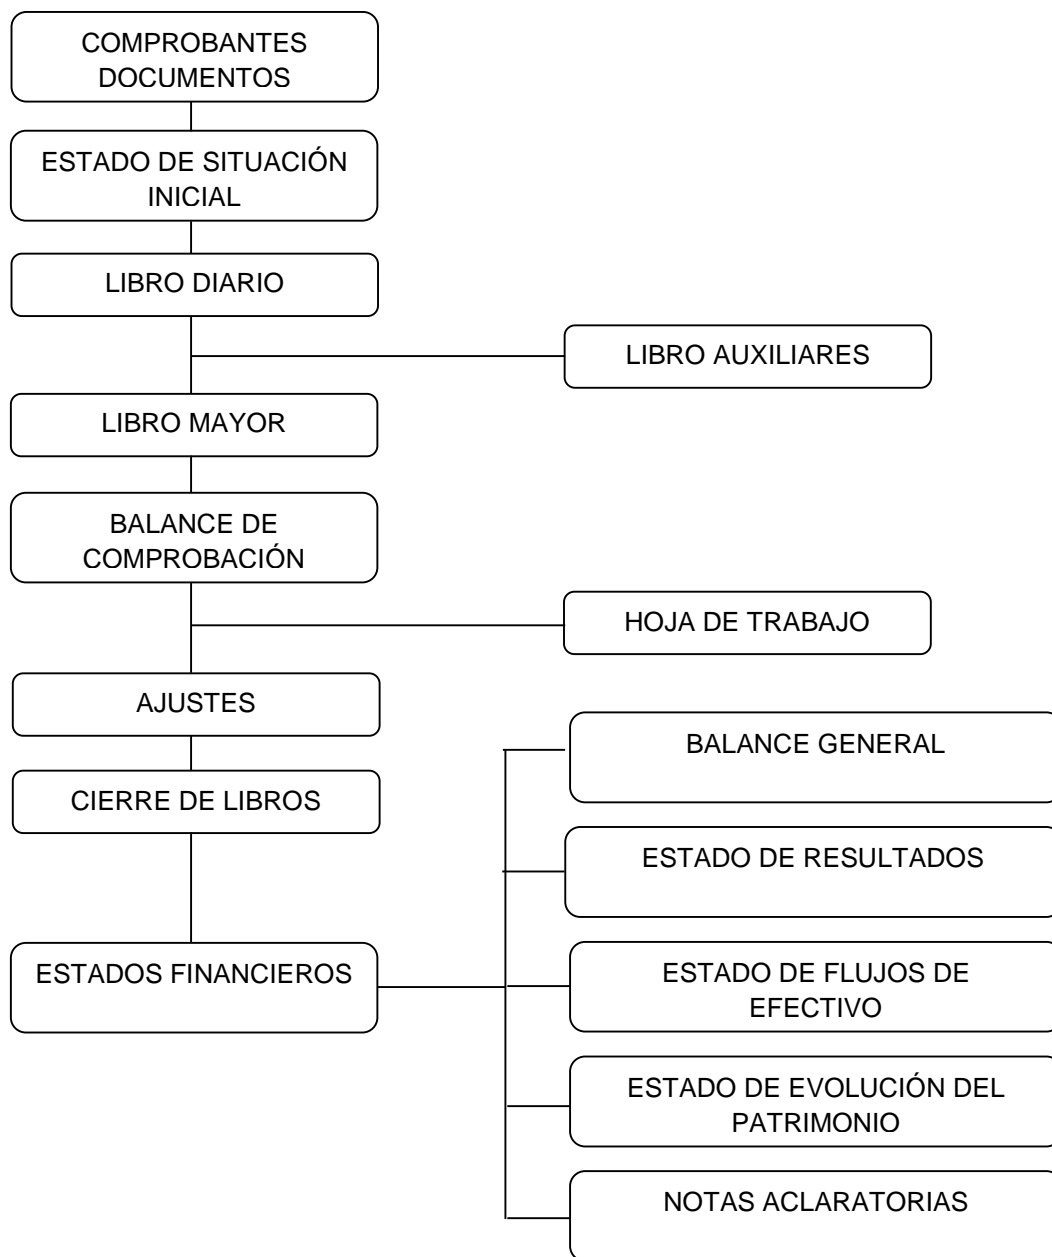 COMPROBANTES
DOCUMENTOS
ESTADO DE SITUACIÓN
INICIAL
LIBRO DIARIO
LIBRO AUXILIARES
LIBRO MAYOR
BALANCE DE
COMPROBACIÓN
HOJA DE TRABAJO
AJUSTES
BALANCE GENERAL
CIERRE DE LIBROS
ESTADO DE RESULTADOS
ESTADOS FINANCIEROS
ESTADO DE FLUJOS DE
EFECTIVO
ESTADO DE EVOLUCIÓN DEL
PATRIMONIO
NOTAS ACLARATORIAS